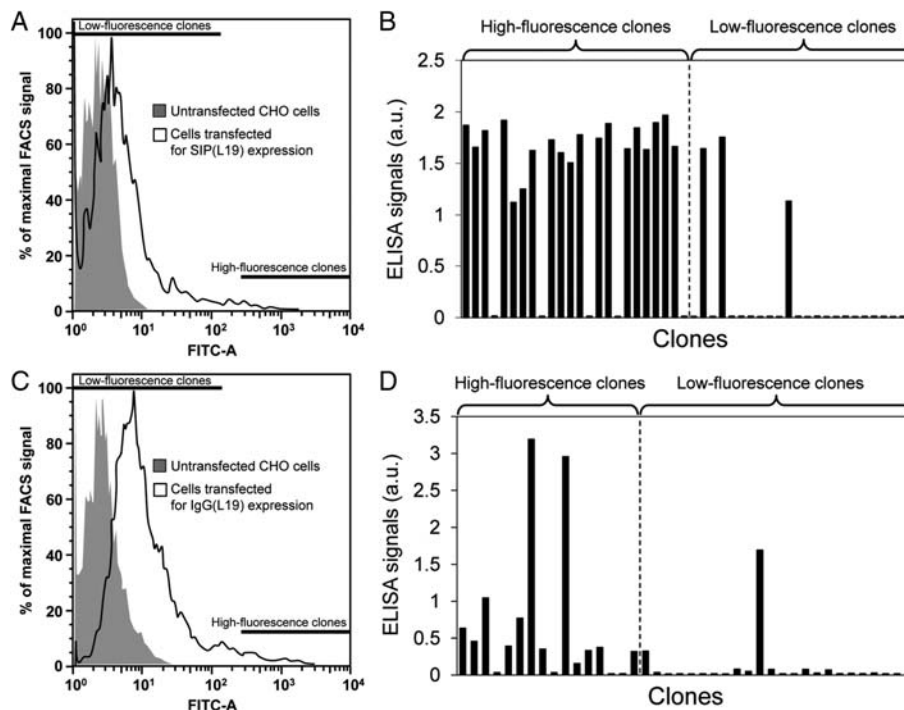 A
Low-fluorescence clones
100
80
60
40
20
0
% of maximal FACS signal
Untransfected CHO cells
Cells transfected
for SIP(L19) expression
High-fluorescence clones
10⁰ 10¹ 10² 10³ 10⁴
FITC-A
B
High-fluorescence clones Low-fluorescence clones
2.5
2
1.5
1
0.5
0
ELISA signals (a.u.)
Clones
C
Low-fluorescence clones
100
80
60
40
20
0
% of maximal FACS signal
Untransfected CHO cells
Cells transfected
for IgG(L19) expression
High-fluorescence clones
10⁰ 10¹ 10² 10³ 10⁴
FITC-A
D
High-fluorescence clones Low-fluorescence clones
3.5
3
2.5
2
1.5
1
0.5
0
ELISA signals (a.u.)
Clones